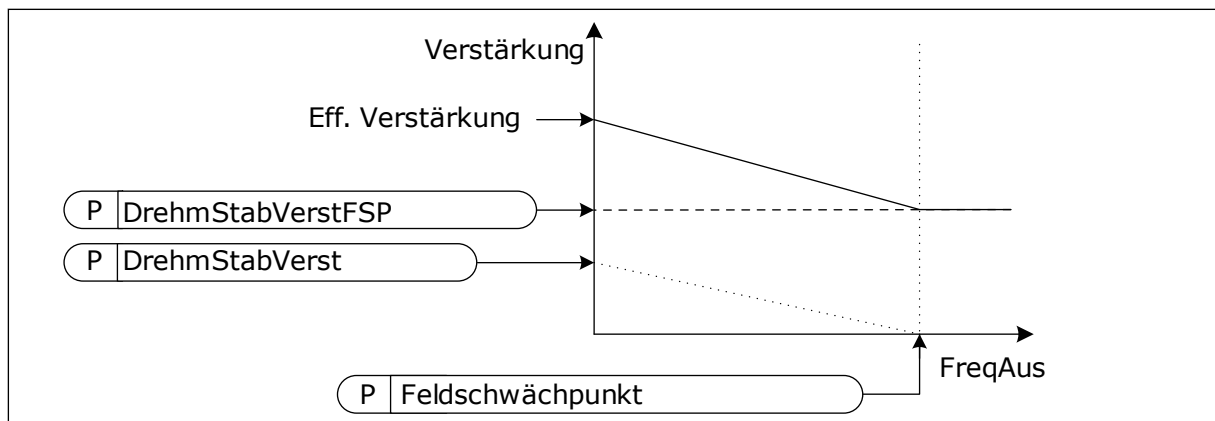 Verstärkung
Eff. Verstärkung
P DrehmStabVerstFSP
P DrehmStabVerst
FreqAus
P Feldschwächpunkt